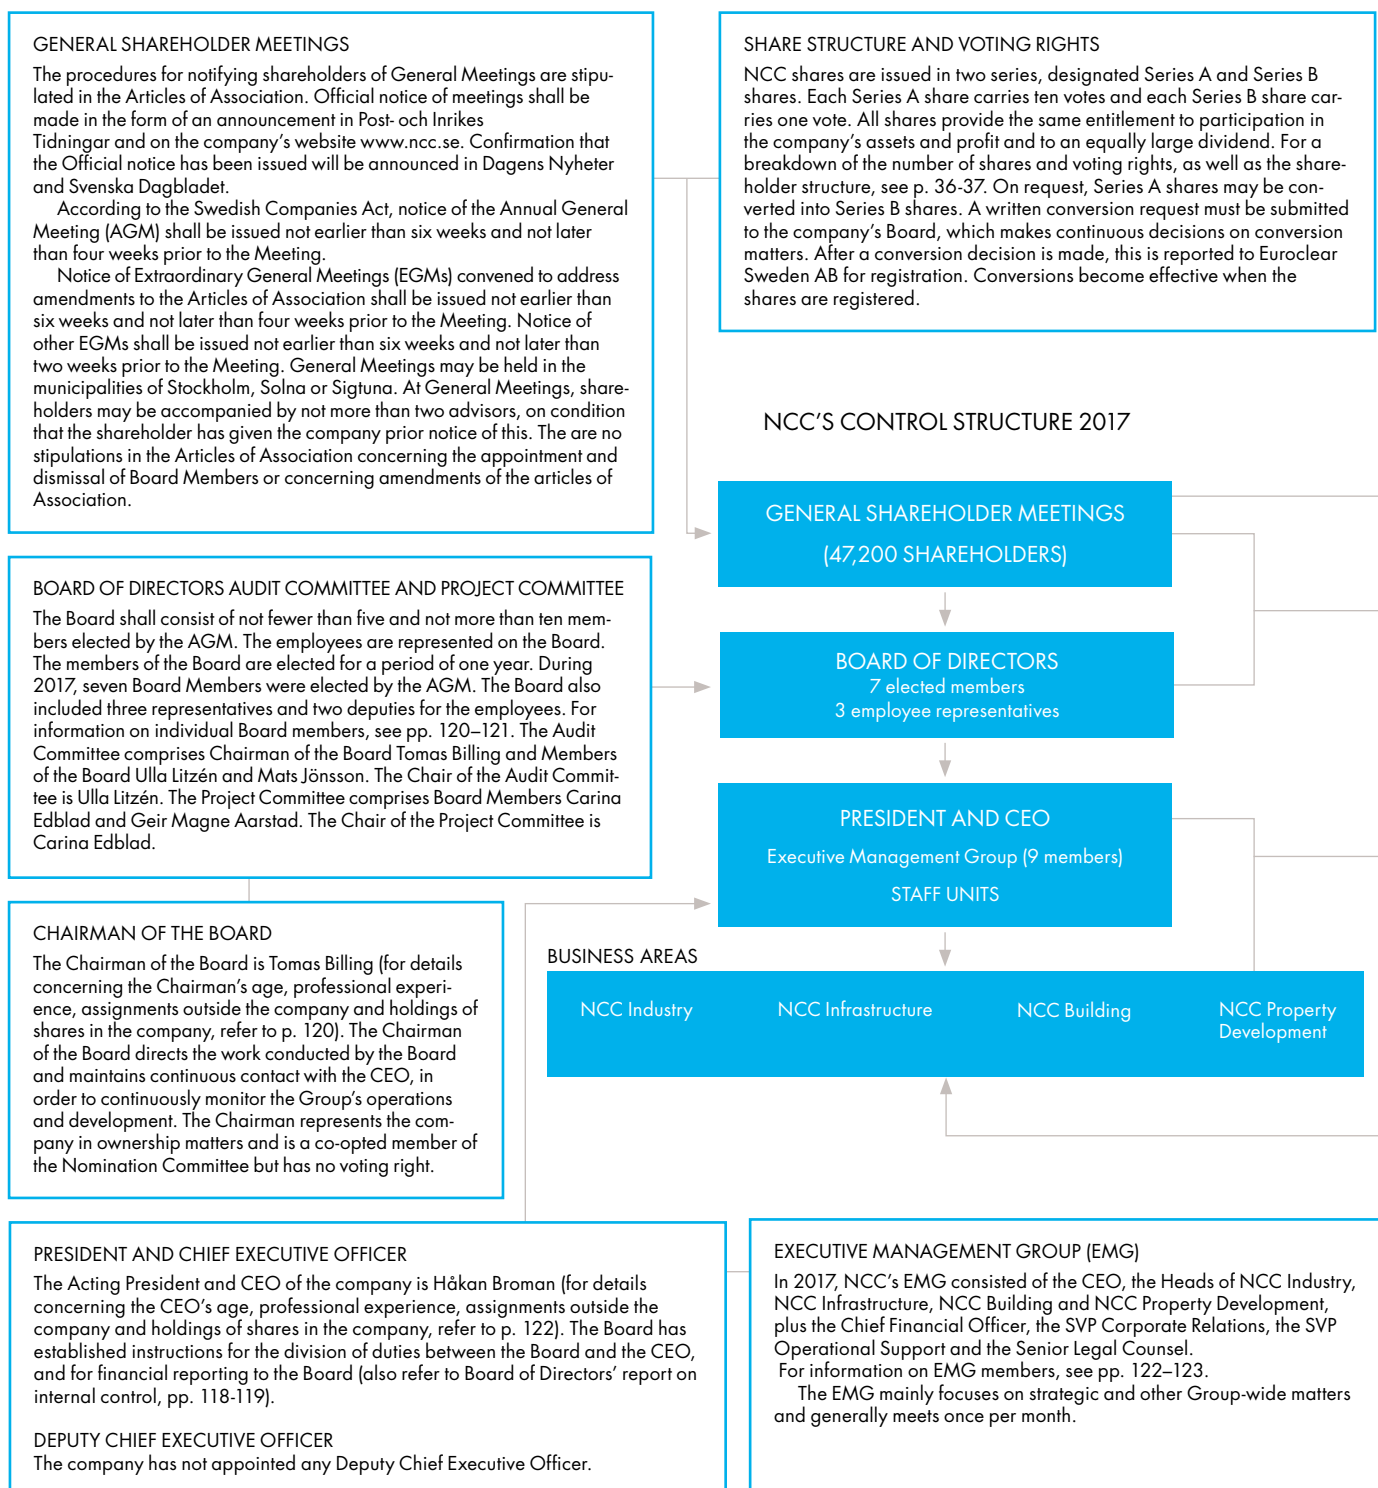 GENERAL SHAREHOLDER MEETINGS
The procedures for notifying shareholders of General Meetings are stipu-
lated in the Articles of Association. Official notice of meetings shall be
made in the form of an announcement in Post- och Inrikes
Tidningar and on the company's website www.ncc.se. Confirmation that
the Official notice has been issued will be announced in Dagens Nyheter
and Svenska Dagbladet.
According to the Swedish Companies Act, notice of the Annual General
Meeting (AGM) shall be issued not earlier than six weeks and not later
than four weeks prior to the Meeting.
Notice of Extraordinary General Meetings (EGMs) convened to address
amendments to the Articles of Association shall be issued not earlier than
six weeks and not later than four weeks prior to the Meeting. Notice of
other EGMs shall be issued not earlier than six weeks and not later than
two weeks prior to the Meeting. General Meetings may be held in the
municipalities of Stockholm, Solna or Sigtuna. At General Meetings, share-
holders may be accompanied by not more than two advisors, on condition
that the shareholder has given the company prior notice of this. The are no
stipulations in the Articles of Association concerning the appointment and
dismissal of Board Members or concerning amendments of the articles of
Association.
SHARE STRUCTURE AND VOTING RIGHTS
NCC shares are issued in two series, designated Series A and Series B
shares. Each Series A share carries ten votes and each Series B share car-
ries one vote. All shares provide the same entitlement to participation in
the company's assets and profit and to an equally large dividend. For a
breakdown of the number of shares and voting rights, as well as the share-
holder structure, see p. 36-37. On request, Series A shares may be con-
verted into Series B shares. A written conversion request must be submitted
to the company's Board, which makes continuous decisions on conversion
matters. After a conversion decision is made, this is reported to Euroclear
Sweden AB for registration. Conversions become effective when the
shares are registered.
NCC'S CONTROL STRUCTURE 2017
GENERAL SHAREHOLDER MEETINGS
(47,200 SHAREHOLDERS)
BOARD OF DIRECTORS
7 elected members
3 employee representatives
PRESIDENT AND CEO
Executive Management Group (9 members)
STAFF UNITS
BUSINESS AREAS
NCC Industry
NCC Infrastructure
NCC Building
NCC Property
Development
BOARD OF DIRECTORS AUDIT COMMITTEE AND PROJECT COMMITTEE
The Board shall consist of not fewer than five and not more than ten mem-
bers elected by the AGM. The employees are represented on the Board.
The members of the Board are elected for a period of one year. During
2017, seven Board Members were elected by the AGM. The Board also
included three representatives and two deputies for the employees. For
information on individual Board members, see pp. 120–121. The Audit
Committee comprises Chairman of the Board Tomas Billing and Members
of the Board Ulla Litzén and Mats Jönsson. The Chair of the Audit Commit-
tee is Ulla Litzén. The Project Committee comprises Board Members Carina
Edblad and Geir Magne Aarstad. The Chair of the Project Committee is
Carina Edblad.
CHAIRMAN OF THE BOARD
The Chairman of the Board is Tomas Billing (for details
concerning the Chairman's age, professional experi-
ence, assignments outside the company and holdings of
shares in the company, refer to p. 120). The Chairman
of the Board directs the work conducted by the Board
and maintains continuous contact with the CEO, in
order to continuously monitor the Group's operations
and development. The Chairman represents the com-
pany in ownership matters and is a co-opted member of
the Nomination Committee but has no voting right.
PRESIDENT AND CHIEF EXECUTIVE OFFICER
The Acting President and CEO of the company is Håkan Broman (for details
concerning the CEO's age, professional experience, assignments outside the
company and holdings of shares in the company, refer to p. 122). The Board has
established instructions for the division of duties between the Board and the CEO,
and for financial reporting to the Board (also refer to Board of Directors' report on
internal control, pp. 118-119).
DEPUTY CHIEF EXECUTIVE OFFICER
The company has not appointed any Deputy Chief Executive Officer.
EXECUTIVE MANAGEMENT GROUP (EMG)
In 2017, NCC's EMG consisted of the CEO, the Heads of NCC Industry,
NCC Infrastructure, NCC Building and NCC Property Development,
plus the Chief Financial Officer, the SVP Corporate Relations, the SVP
Operational Support and the Senior Legal Counsel.
For information on EMG members, see pp. 122–123.
The EMG mainly focuses on strategic and other Group-wide matters
and generally meets once per month.